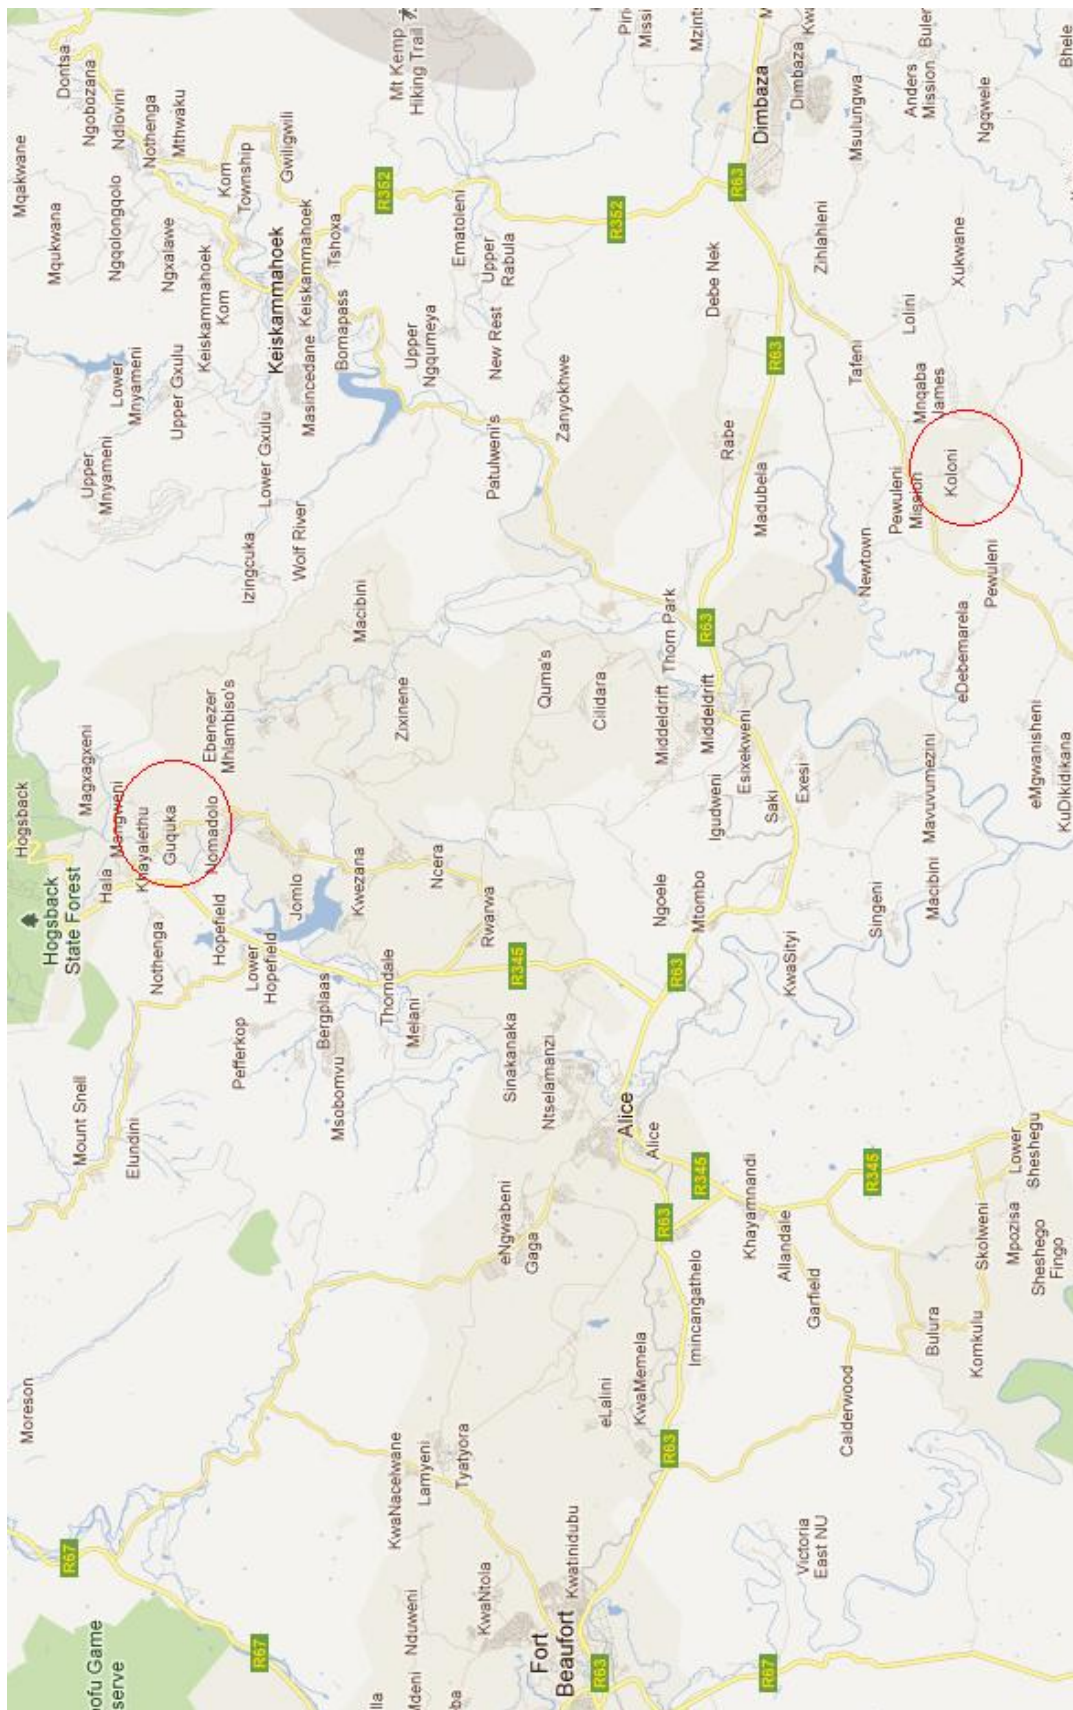 Moreson
Hogsback
Mqakwane
R67
oofu Game
serve
Mount Snell
Hogsback
State Forest
Mqukwana
Dontsa
Elundini
Hala
Magxagxeni
Mangweni
Upper
Mnyameni
Lower
Mnyameni
Ngqolongqolo
Ngobozana
Ndlovini
Nothenga
Khayalethu
Guquka
Upper Gxulu
Ngxalawe
Nothenga
Mthwaku
R67
Pefferkop
Hopefield
Nomadolo
Ebenezer
Mhlambiso's
Keiskammahoek
Kom
Kom
Township
Lower
Hopefield
Izingcuka
Lower Gxulu
Keiskammahoek
Gwiligwili
Msobomvu
Bergplaas
Jomlo
Wolf River
Masincedane
Keiskammahoek
Bomapass
Tshoxa
KwaNacelwane
Thorndale
Kwezana
Macibini
R352
Nduweni
Lamyeni
Melani
Zixinene
Upper
Ngqumeya
Mt Kemp
Hiking Trail
Tyatyora
Ncera
Ematoleni
KwaNtola
Rwarwa
Patulweni's
New Rest
Upper
Rabula
eNgwabeni
Gaga
Sinakanaka
R345
Fort
Beaufort
Kwatinidubu
Ntselamanzi
Quma's
Zanyokhwe
R63
eLalini
Cilidara
R352
KwaMemela
Alice
Alice
R63
R63
Ngoele
Middeldrift
Thorn Park
Imincangathelo
R345
R63
Mtombo
Middeldrift
R63
Debe Nek
Igudweni
Rabe
R63
Khayamnandi
Esixekweni
Madubela
R63
Dimbaza
R67
Allandale
Saki
Dimbaza
Victoria
East NU
Garfield
KwaSityi
Exesi
Zihlahleni
Calderwood
R345
Singeni
Newtown
Tafeni
Msulungwa
Bulura
Macibini
Mavuvumezini
Pewuleni
Mission
Mnqaba
James
Lolini
Anders
Mission
Komkulu
Skolweni
eDebemarela
Koloni
Xukwane
Pewuleni
Ngqwele
Mpozisa
Lower
Sheshegu
Sheshego
Fingo
eMgwanisheni
KuDikidikana
Bhele